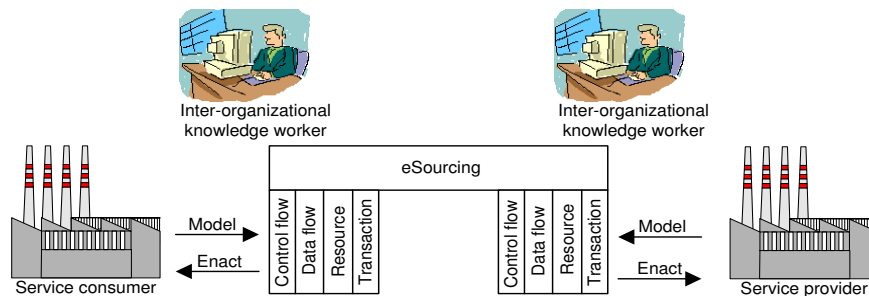 Inter-organizational
knowledge worker
Inter-organizational
knowledge worker
eSourcing
Control flow
Data flow
Resource
Transaction
Control flow
Data flow
Resource
Transaction
Model
Enact
Model
Enact
Service consumer
Service provider